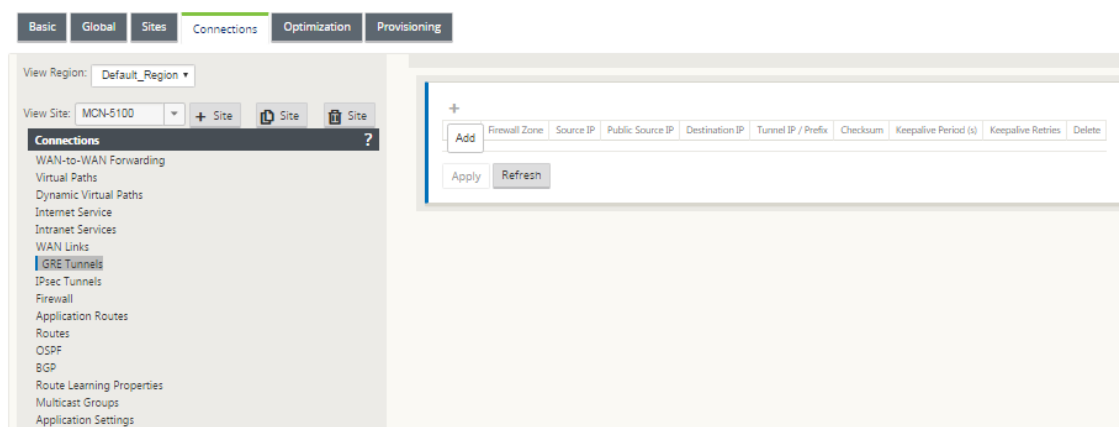 Basic Global Sites Connections Optimization Provisioning
View Region: Default_Region
View Site: MCN-5100 + Site Site Site
Connections ?
WAN-to-WAN Forwarding
Virtual Paths
Dynamic Virtual Paths
Internet Service
Intranet Services
WAN Links
GRE Tunnels
IPsec Tunnels
Firewall
Application Routes
Routes
OSPF
BGP
Route Learning Properties
Multicast Groups
Application Settings
+
Add Firewall Zone Source IP Public Source IP Destination IP Tunnel IP / Prefix Checksum Keepalive Period (s) Keepalive Retries Delete
Apply Refresh